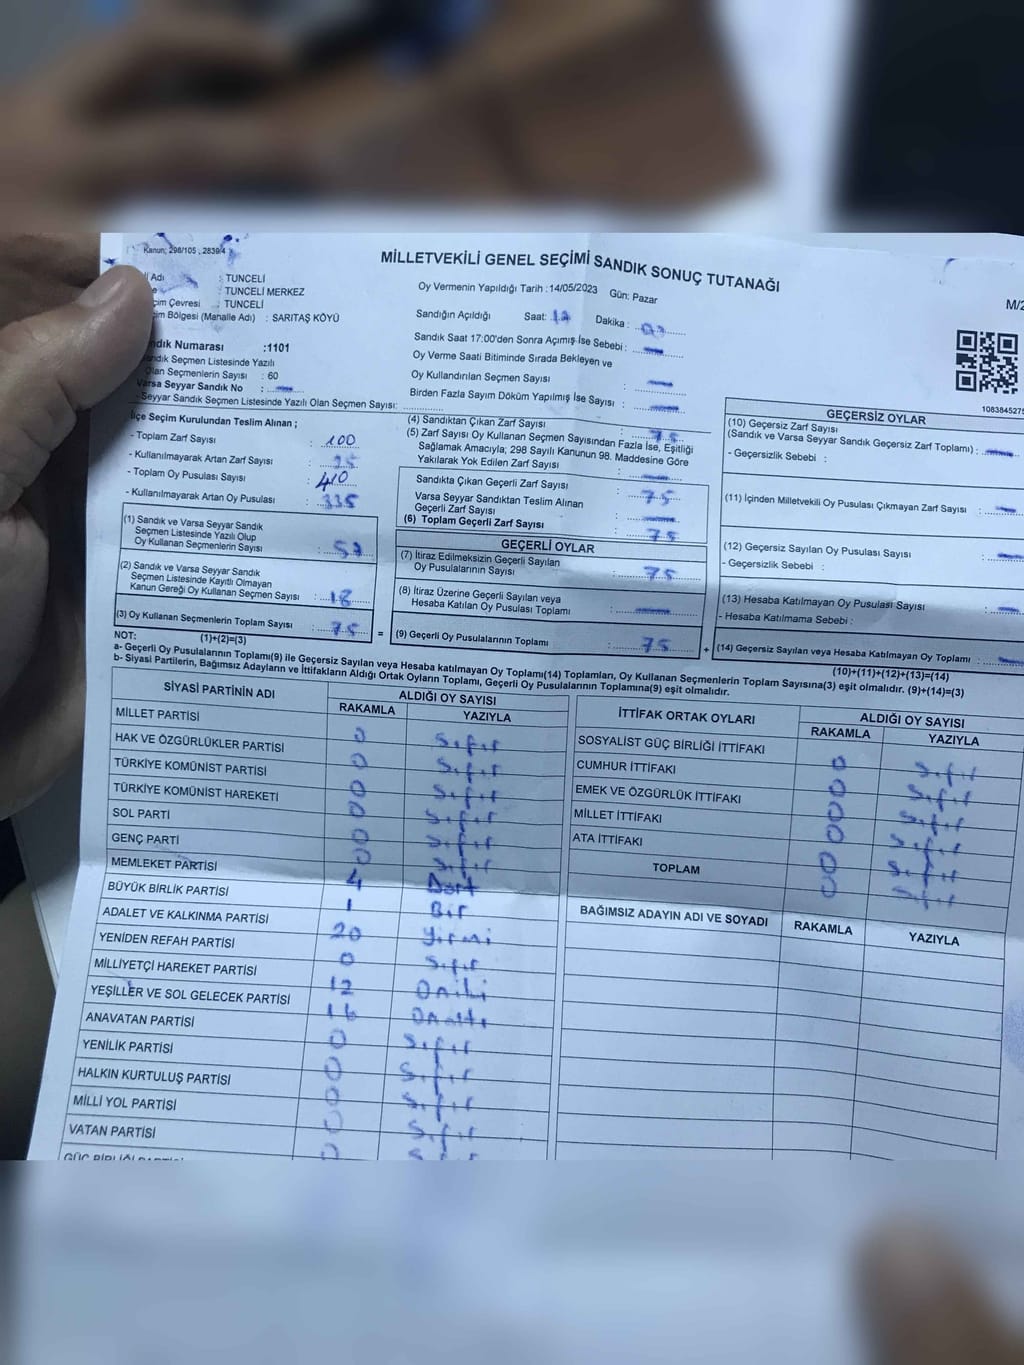 Kanun; 298/105 , 2839/4
MİLLETVEKİLİ GENEL SEÇİMİ SANDIK SONUÇ TUTANAĞI
Adı : TUNCELİ
: TUNCELİ MERKEZ
çim Çevresi : TUNCELİ
çim Bölgesi (Mahalle Adı) : SARITAŞ KÖYÜ
ndık Numarası :1101
andık Seçmen Listesinde Yazılı
Olan Seçmenlerin Sayısı : 60
Varsa Seyyar Sandık No :
- Seyyar Sandık Seçmen Listesinde Yazılı Olan Seçmen Sayısı:
Oy Vermenin Yapıldığı Tarih :14/05/2023 Gün: Pazar
Sandığın Açıldığı Saat: Dakika :
Sandık Saat 17:00'den Sonra Açımış İse Sebebi :
Oy Verme Saati Bitiminde Sırada Bekleyen ve
Oy Kullandırılan Seçmen Sayısı :
Birden Fazla Sayım Döküm Yapılmış İse Sayısı :
M/2
İlçe Seçim Kurulundan Teslim Alınan ;
- Toplam Zarf Sayısı : 100
- Kullanılmayarak Artan Zarf Sayısı : 25
- Toplam Oy Pusulası Sayısı : 410
- Kullanılmayarak Artan Oy Pusulası : 335
(1) Sandık ve Varsa Seyyar Sandık
Seçmen Listesinde Yazılı Olup
Oy Kullanan Seçmenlerin Sayısı : 57
(2) Sandık ve Varsa Seyyar Sandık
Seçmen Listesinde Kayıtlı Olmayan
Kanun Gereği Oy Kullanan Seçmen Sayısı : 18
(3) Oy Kullanan Seçmenlerin Toplam Sayısı : 75
(1)+(2)=(3)
(4) Sandıktan Çıkan Zarf Sayısı : 75
(5) Zarf Sayısı Oy Kullanan Seçmen Sayısından Fazla İse, Eşitliği
Sağlamak Amacıyla; 298 Sayılı Kanunun 98. Maddesine Göre
Yakılarak Yok Edilen Zarf Sayısı :
Sandıkta Çıkan Geçerli Zarf Sayısı : 75
Varsa Seyyar Sandıktan Teslim Alınan
Geçerli Zarf Sayısı :
(6) Toplam Geçerli Zarf Sayısı : 75
GEÇERLİ OYLAR
(7) İtiraz Edilmeksizin Geçerli Sayılan
Oy Pusulalarının Sayısı : 75
(8) İtiraz Üzerine Geçerli Sayılan veya
Hesaba Katılan Oy Pusulası Toplamı :
= (9) Geçerli Oy Pusulalarının Toplamı : 75 +
GEÇERSİZ OYLAR
(10) Geçersiz Zarf Sayısı
(Sandık ve Varsa Seyyar Sandık Geçersiz Zarf Toplamı) :
- Geçersizlik Sebebi :
(11) İçinden Milletvekili Oy Pusulası Çıkmayan Zarf Sayısı :
(12) Geçersiz Sayılan Oy Pusulası Sayısı :
- Geçersizlik Sebebi :
(13) Hesaba Katılmayan Oy Pusulası Sayısı :
- Hesaba Katılmama Sebebi :
(14) Geçersiz Sayılan veya Hesaba Katılmayan Oy Toplamı :
(10)+(11)+(12)+(13)=(14)
NOT:
a- Geçerli Oy Pusulalarının Toplamı(9) ile Geçersiz Sayılan veya Hesaba katılmayan Oy Toplamı(14) Toplamları, Oy Kullanan Seçmenlerin Toplam Sayısına(3) eşit olmalıdır. (9)+(14)=(3)
b- Siyasi Partilerin, Bağımsız Adayların ve İttifakların Aldığı Ortak Oyların Toplamı, Geçerli Oy Pusulalarının Toplamına(9) eşit olmalıdır.
SİYASİ PARTİNİN ADI ALDIĞI OY SAYISI
RAKAMLA YAZIYLA
MİLLET PARTİSİ 0 Sıfır
HAK VE ÖZGÜRLÜKLER PARTİSİ 0 Sıfır
TÜRKİYE KOMÜNİST PARTİSİ 0 Sıfır
TÜRKİYE KOMÜNİST HAREKETİ 0 Sıfır
SOL PARTİ 0 Sıfır
GENÇ PARTİ 0 Sıfır
MEMLEKET PARTİSİ 4 Dört
BÜYÜK BİRLİK PARTİSİ 1 Bir
ADALET VE KALKINMA PARTİSİ 20 Yirmi
YENİDEN REFAH PARTİSİ 0 Sıfır
MİLLİYETÇİ HAREKET PARTİSİ 12 Oniki
YEŞİLLER VE SOL GELECEK PARTİSİ 16 Onaltı
ANAVATAN PARTİSİ 0 Sıfır
YENİLİK PARTİSİ 0 Sıfır
HALKIN KURTULUŞ PARTİSİ 0 Sıfır
MİLLİ YOL PARTİSİ 0 Sıfır
VATAN PARTİSİ 0
İTTİFAK ORTAK OYLARI ALDIĞI OY SAYISI
RAKAMLA YAZIYLA
SOSYALİST GÜÇ BİRLİĞİ İTTİFAKI 0 Sıfır
CUMHUR İTTİFAKI 0 Sıfır
EMEK VE ÖZGÜRLÜK İTTİFAKI 0 Sıfır
MİLLET İTTİFAKI 0 Sıfır
ATA İTTİFAKI 0 Sıfır
TOPLAM 0 Sıfır
BAĞIMSIZ ADAYIN ADI VE SOYADI RAKAMLA YAZIYLA